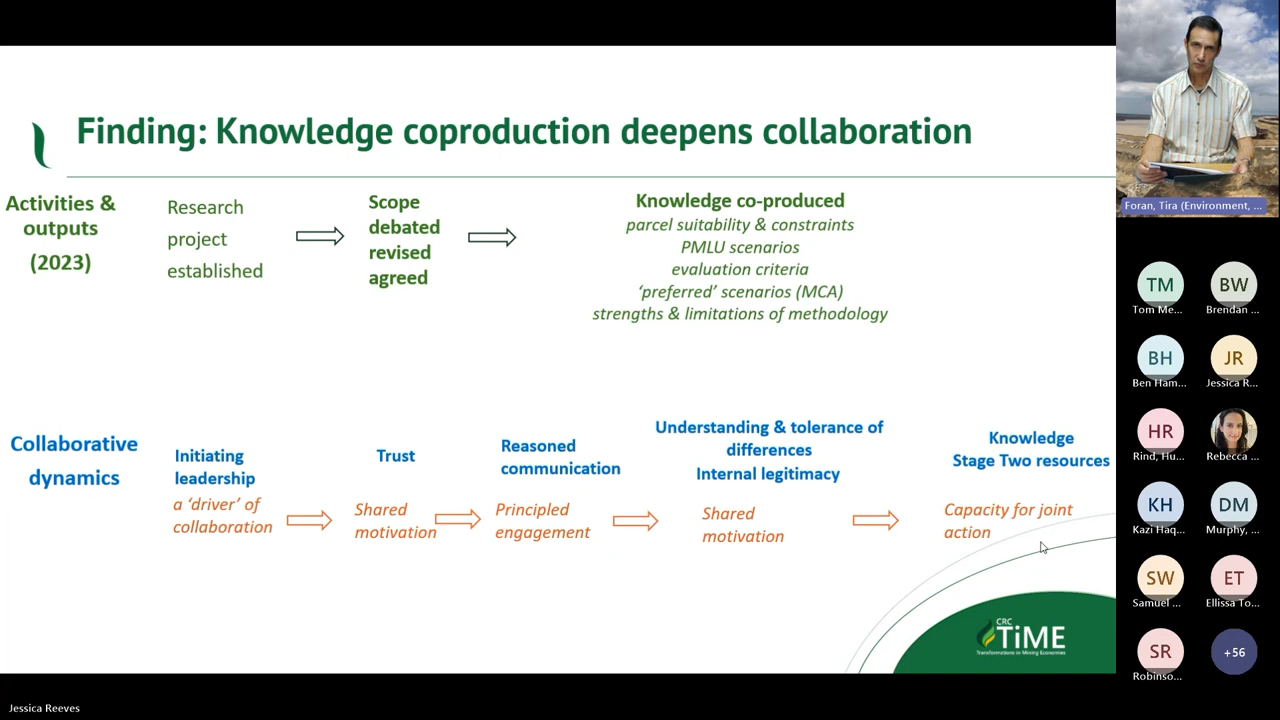 Finding: Knowledge coproduction deepens collaboration
Activities &
outputs
(2023)
Research
project
established
Scope
debated
revised
agreed
Knowledge co-produced
parcel suitability & constraints
PMLU scenarios
evaluation criteria
‘preferred’ scenarios (MCA)
strengths & limitations of methodology
Collaborative
dynamics
Initiating
leadership
a ‘driver’ of
collaboration
Trust
Shared
motivation
Reasoned
communication
Principled
engagement
Understanding & tolerance of
differences
Internal legitimacy
Shared
motivation
Knowledge
Stage Two resources
Capacity for joint
action
CRC
TiME
Transformations in Mining Economies
Foran, Tira (Environment, ...
TM
Tom Me...
BW
Brendan ...
BH
Ben Ham...
JR
Jessica R...
HR
Rind, Hu...
Rebecca ...
KH
Kazi Haq...
DM
Murphy, ...
SW
Samuel ...
ET
Ellissa To...
SR
Robinso...
+56
Jessica Reeves